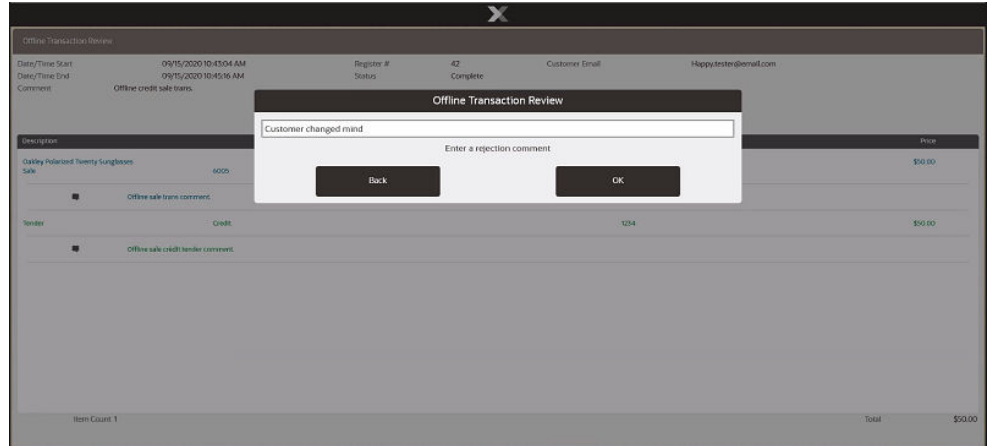 Offline Transaction Review
Date/Time Start 09/15/2020 10:43:04 AM Register # 42 Customer Email Happy.tester@email.com
Date/Time End 09/15/2020 10:45:16 AM Status Complete
Comment Offline credit sale trans.
Offline Transaction Review
Customer changed mind
Enter a rejection comment
Back OK
Description Price
Oakley Polarized Twenty Sunglasses $50.00
Sale 6005
Offline sale trans comment.
Tender Credit 1234 $50.00
Offline sale credit tender comment.
Item Count 1 Total $50.00